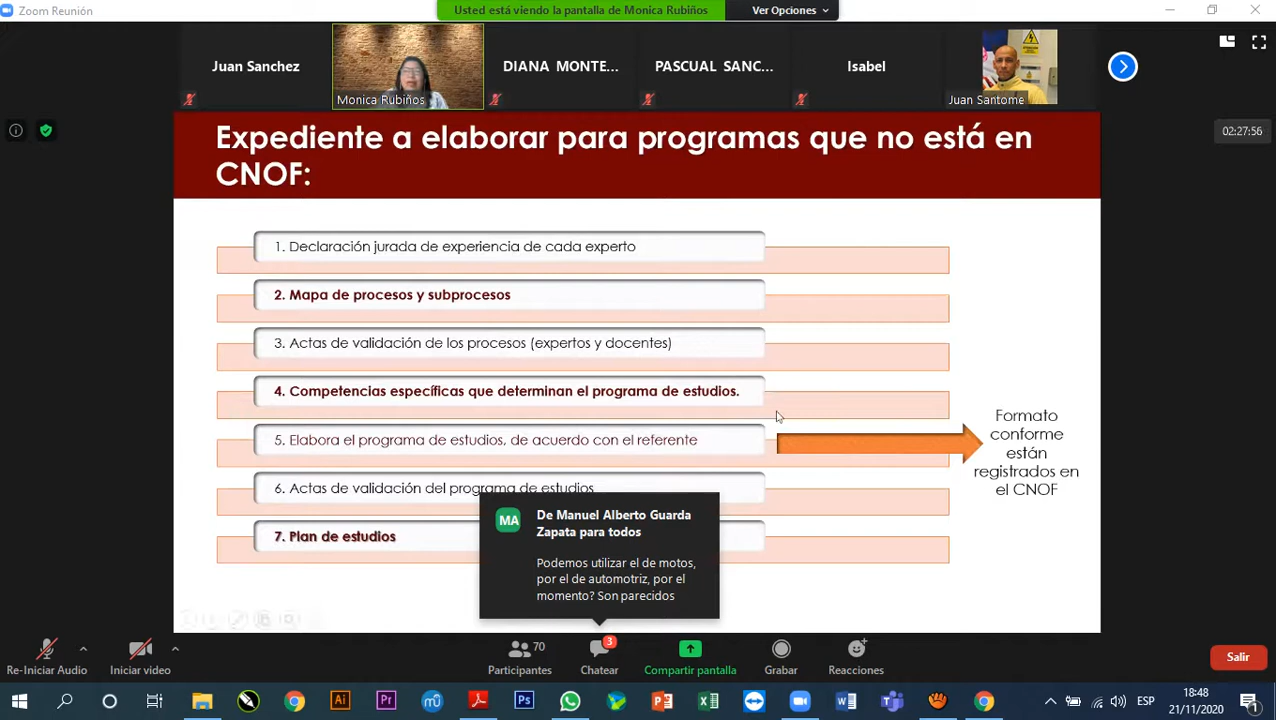 Zoom Reunión
Usted está viendo la pantalla de Monica Rubiños
Ver Opciones
Juan Sanchez
Monica Rubiños
DIANA MONTE...
PASCUAL SANC...
Isabel
Juan Santome
02:27:56
Expediente a elaborar para programas que no está en
CNOF:
1. Declaración jurada de experiencia de cada experto
2. Mapa de procesos y subprocesos
3. Actas de validación de los procesos (expertos y docentes)
4. Competencias específicas que determinan el programa de estudios.
5. Elabora el programa de estudios, de acuerdo con el referente
6. Actas de validación del programa de estudios
7. Plan de estudios
Formato
conforme
están
registrados en
el CNOF
MA
De Manuel Alberto Guarda
Zapata para todos
Podemos utilizar el de motos,
por el de automotriz, por el
momento? Son parecidos
Re-Iniciar Audio
Iniciar video
70
Participantes
3
Chatear
Compartir pantalla
Grabar
Reacciones
Salir
Ai
Pr
Ps
ESP
18:48
21/11/2020
1